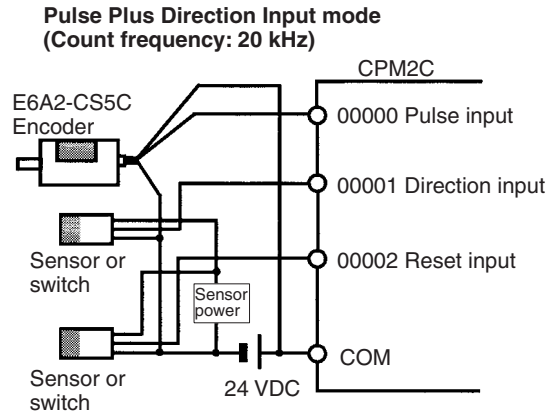 Pulse Plus Direction Input mode
(Count frequency: 20 kHz)
CPM2C
E6A2-CS5C
Encoder
00000 Pulse input
00001 Direction input
Sensor or
switch
00002 Reset input
Sensor
power
COM
24 VDC
Sensor or
switch